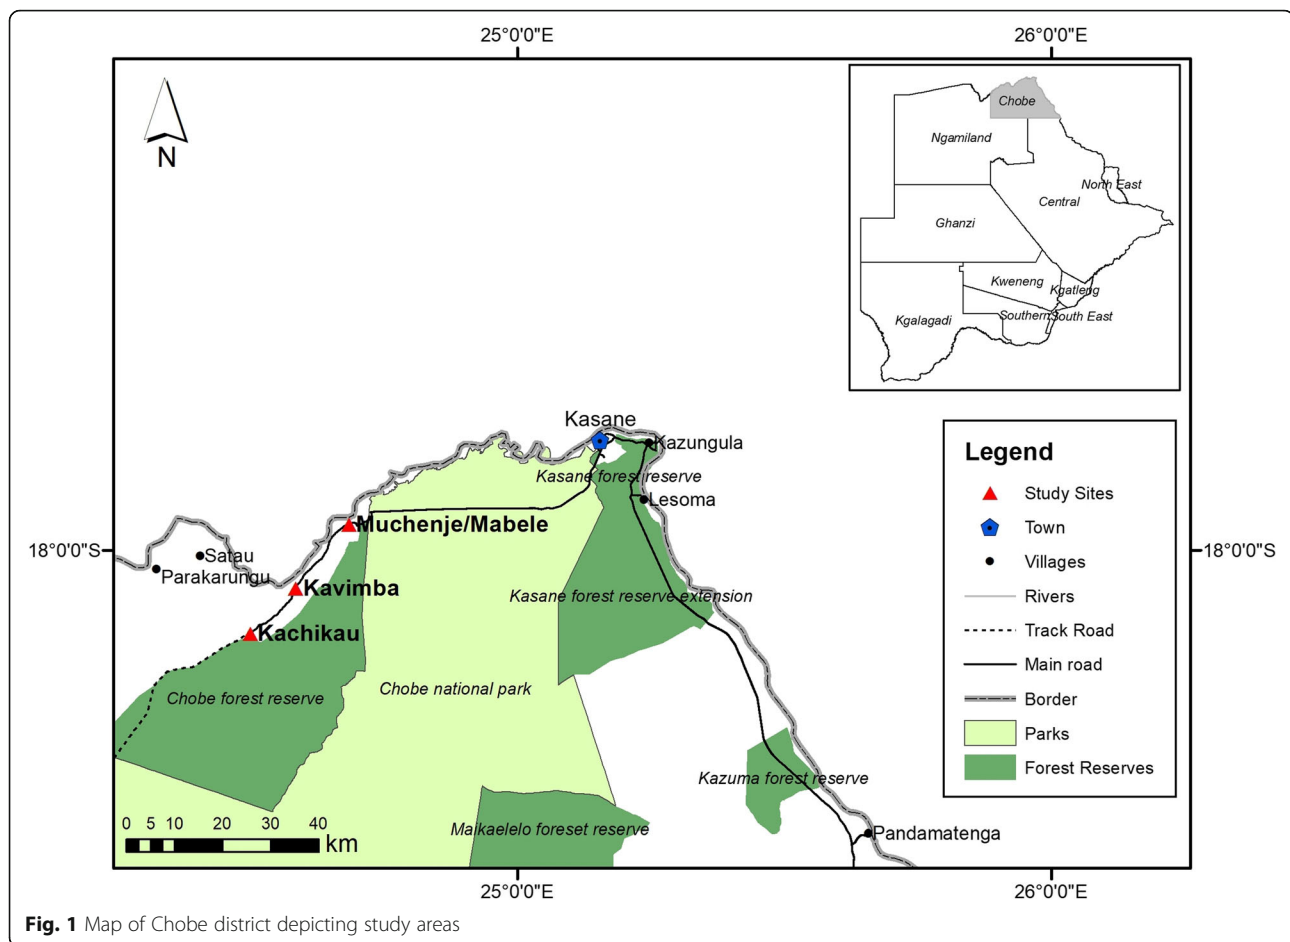 25°0'0"E
26°0'0"E
N
Chobe
Ngamiland
North East
Central
Ghanzi
Kweneng
Kgatleng
Kgalagadi
Southern
South East
Kasane
Kazungula
Kasane forest reserve
Lesoma
Muchenje/Mabele
18°0'0"S
18°0'0"S
Satau
Parakarungu
Kavimba
Kasane forest reserve extension
Kachikau
Chobe forest reserve
Chobe national park
Kazuma forest reserve
Maikaelelo foreset reserve
Pandamatenga
0 5 10 20 30 40
km
Legend
Study Sites
Town
Villages
Rivers
Track Road
Main road
Border
Parks
Forest Reserves
25°0'0"E
26°0'0"E
Fig. 1 Map of Chobe district depicting study areas